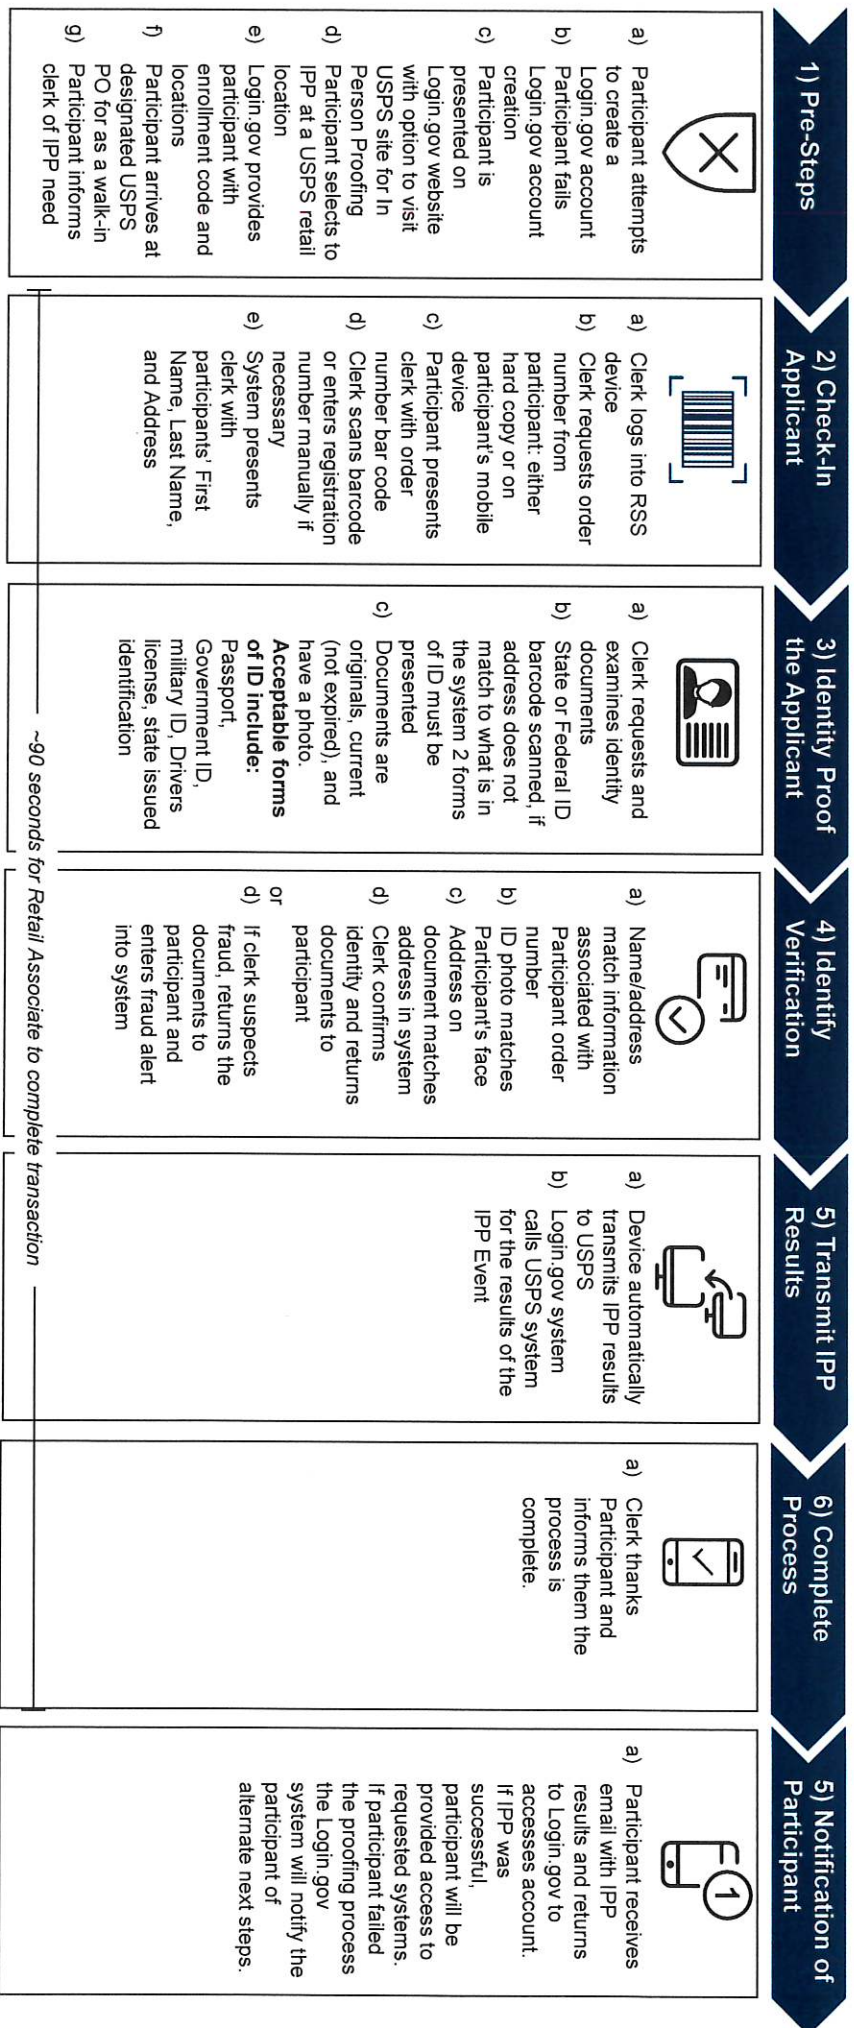 1) Pre-Steps
a) Participant attempts
to create a
Login.gov account
b) Participant fails
Login.gov account
creation
c) Participant is
presented on
Login.gov website
with option to visit
USPS site for In
Person Proofing
d) Participant selects to
IPP at a USPS retail
location
e) Login.gov provides
participant with
enrollment code and
locations
f) Participant arrives at
designated USPS
PO for as a walk-in
g) Participant informs
clerk of IPP need
2) Check-In
Applicant
a) Clerk logs into RSS
device
b) Clerk requests order
number from
participant: either
hard copy or on
participant's mobile
device
c) Participant presents
clerk with order
number bar code
d) Clerk scans barcode
or enters registration
number manually if
necessary
e) System presents
clerk with
participants' First
Name, Last Name,
and Address
3) Identity Proof
the Applicant
a) Clerk requests and
examines identity
documents
b) State or Federal ID
barcode scanned, if
address does not
match to what is in
the system 2 forms
of ID must be
presented
c) Documents are
originals, current
(not expired), and
have a photo.
Acceptable forms
of ID include:
Passport,
Government ID,
military ID, Drivers
license, state issued
identification
4) Identify
Verification
a) Name/address
match information
associated with
Participant order
number
b) ID photo matches
Participant's face
c) Address on
document matches
address in system
d) Clerk confirms
identity and returns
documents to
participant
or
d) If clerk suspects
fraud, returns the
documents to
participant and
enters fraud alert
into system
5) Transmit IPP
Results
a) Device automatically
transmits IPP results
to USPS
b) Login.gov system
calls USPS system
for the results of the
IPP Event
6) Complete
Process
a) Clerk thanks
Participant and
informs them the
process is
complete.
5) Notification of
Participant
1
a) Participant receives
email with IPP
results and returns
to Login.gov to
accesses account.
If IPP was
successful,
participant will be
provided access to
requested systems.
If participant failed
the proofing process
the Login.gov
system will notify the
participant of
alternate next steps.
~90 seconds for Retail Associate to complete transaction